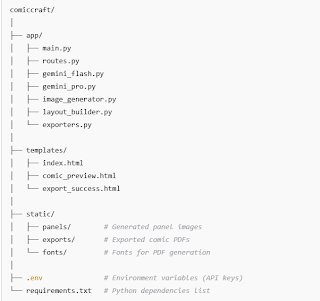 comiccraft/
│
├── app/
│   ├── main.py
│   ├── routes.py
│   ├── gemini_flash.py
│   ├── gemini_pro.py
│   ├── image_generator.py
│   ├── layout_builder.py
│   └── exporters.py
│
├── templates/
│   ├── index.html
│   ├── comic_preview.html
│   └── export_success.html
│
├── static/
│   ├── panels/        # Generated panel images
│   ├── exports/       # Exported comic PDFs
│   └── fonts/         # Fonts for PDF generation
│
├── .env               # Environment variables (API keys)
└── requirements.txt   # Python dependencies list